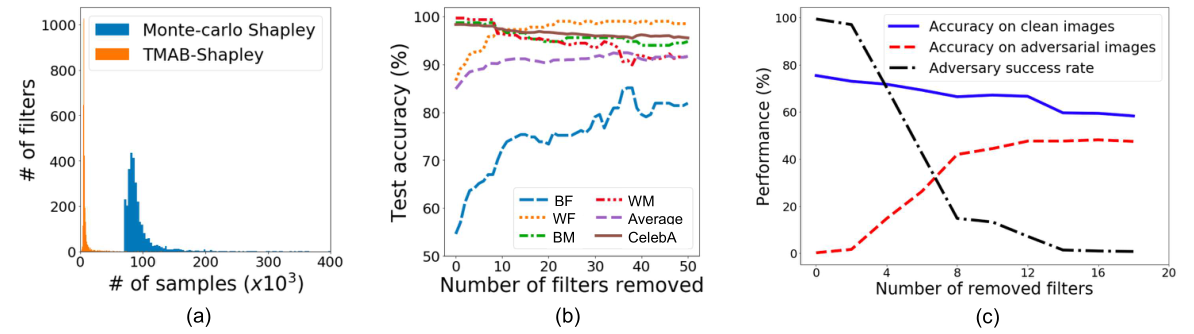 # of filters
1000
800
600
400
200
0
Monte-carlo Shapley
TMAB-Shapley
0 100 200 300 400
# of samples (x10³)
(a)
Test accuracy (%)
100
90
80
70
60
50
BF WM
WF Average
BM CelebA
0 10 20 30 40 50
Number of filters removed
(b)
Performance (%)
100
80
60
40
20
0
Accuracy on clean images
Accuracy on adversarial images
Adversary success rate
0 4 8 12 16 20
Number of removed filters
(c)